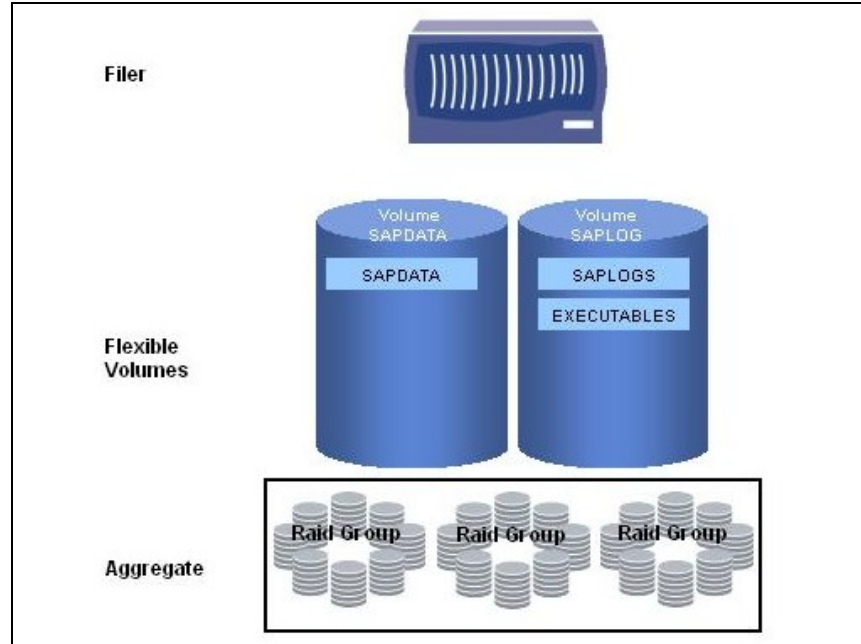 Filer
Volume
SAPDATA
Volume
SAPLOG
SAPDATA
SAPLOGS
EXECUTABLES
Flexible
Volumes
Raid Group
Raid Group
Raid Group
Aggregate